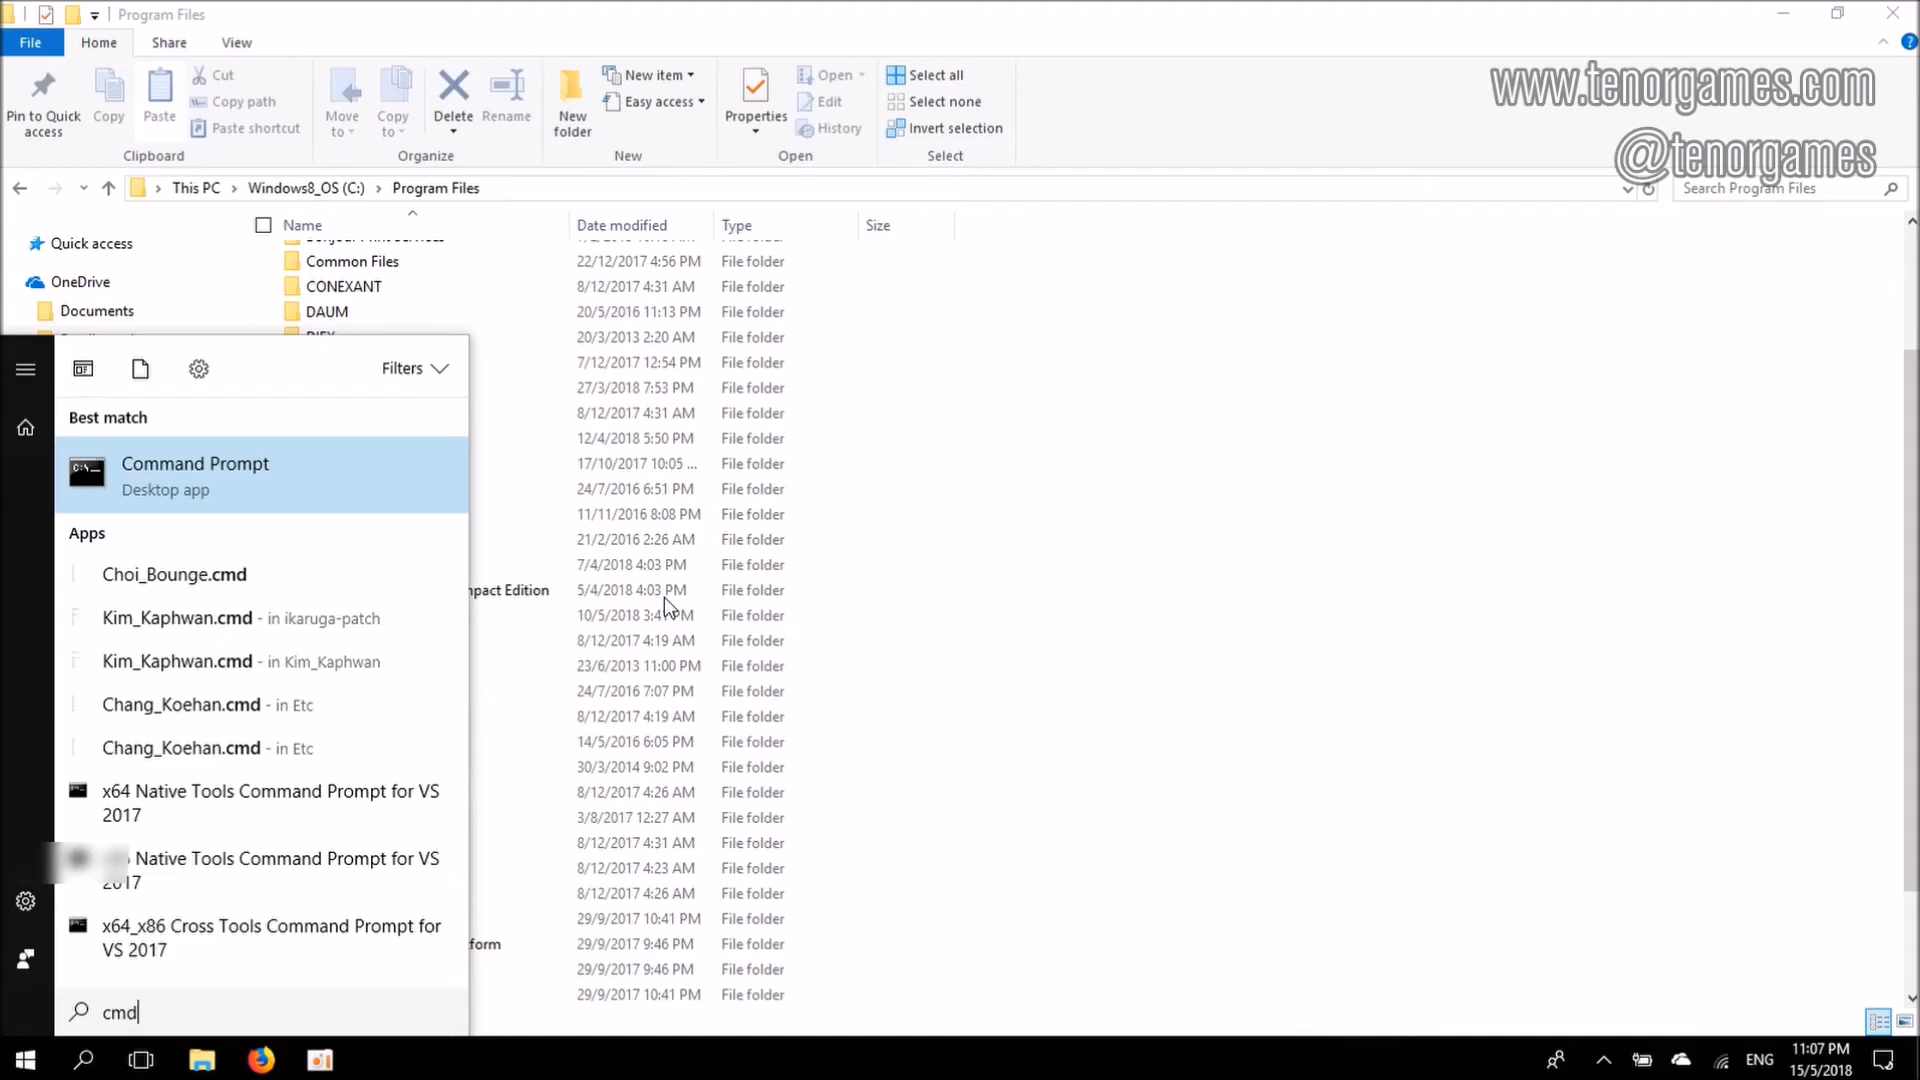 Program Files
File
Home
Share
View
Pin to Quick
access
Copy
Paste
Cut
Copy path
Paste shortcut
Clipboard
Move
to
Copy
to
Delete
Rename
Organize
New
folder
New item
Easy access
New
Properties
Open
Edit
History
Open
Select all
Select none
Invert selection
Select
www.tenorgames.com
@tenorgames
This PC > Windows8_OS (C:) > Program Files
Search Program Files
Name
Date modified
Type
Size
Quick access
OneDrive
Documents
Common Files 22/12/2017 4:56 PM File folder
CONEXANT 8/12/2017 4:31 AM File folder
DAUM 20/5/2016 11:13 PM File folder
20/3/2013 2:20 AM File folder
7/12/2017 12:54 PM File folder
27/3/2018 7:53 PM File folder
8/12/2017 4:31 AM File folder
12/4/2018 5:50 PM File folder
17/10/2017 10:05 ... File folder
24/7/2016 6:51 PM File folder
11/11/2016 8:08 PM File folder
21/2/2016 2:26 AM File folder
7/4/2018 4:03 PM File folder
mpact Edition 5/4/2018 4:03 PM File folder
10/5/2018 3:4 PM File folder
8/12/2017 4:19 AM File folder
23/6/2013 11:00 PM File folder
24/7/2016 7:07 PM File folder
8/12/2017 4:19 AM File folder
14/5/2016 6:05 PM File folder
30/3/2014 9:02 PM File folder
8/12/2017 4:26 AM File folder
3/8/2017 12:27 AM File folder
8/12/2017 4:31 AM File folder
8/12/2017 4:23 AM File folder
8/12/2017 4:26 AM File folder
29/9/2017 10:41 PM File folder
tform 29/9/2017 9:46 PM File folder
29/9/2017 9:46 PM File folder
29/9/2017 10:41 PM File folder
Filters
Best match
Command Prompt
Desktop app
Apps
Choi_Bounge.cmd
Kim_Kaphwan.cmd - in ikaruga-patch
Kim_Kaphwan.cmd - in Kim_Kaphwan
Chang_Koehan.cmd - in Etc
Chang_Koehan.cmd - in Etc
x64 Native Tools Command Prompt for VS
2017
Native Tools Command Prompt for VS
2017
x64_x86 Cross Tools Command Prompt for
VS 2017
cmd
ENG
11:07 PM
15/5/2018